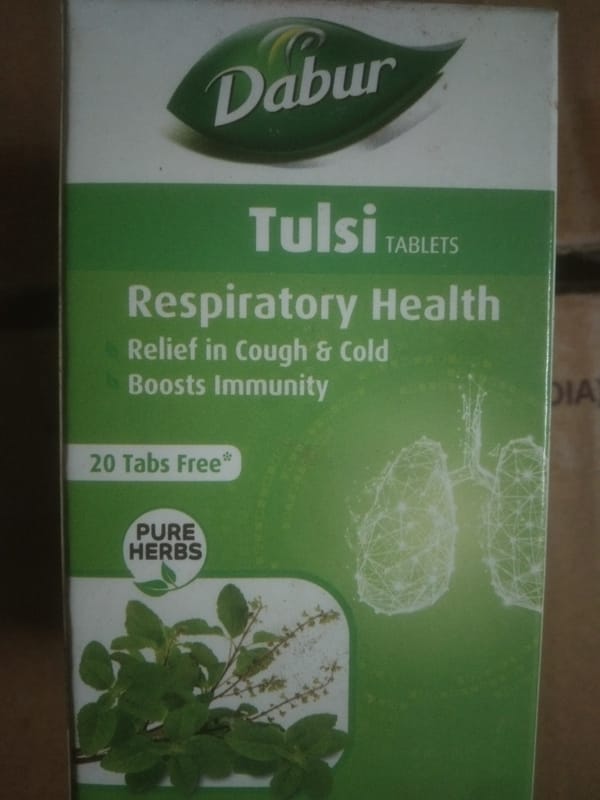 Dabur
Tulsi TABLETS
Respiratory Health
Relief in Cough & Cold
Boosts Immunity
20 Tabs Free*
PURE
HERBS